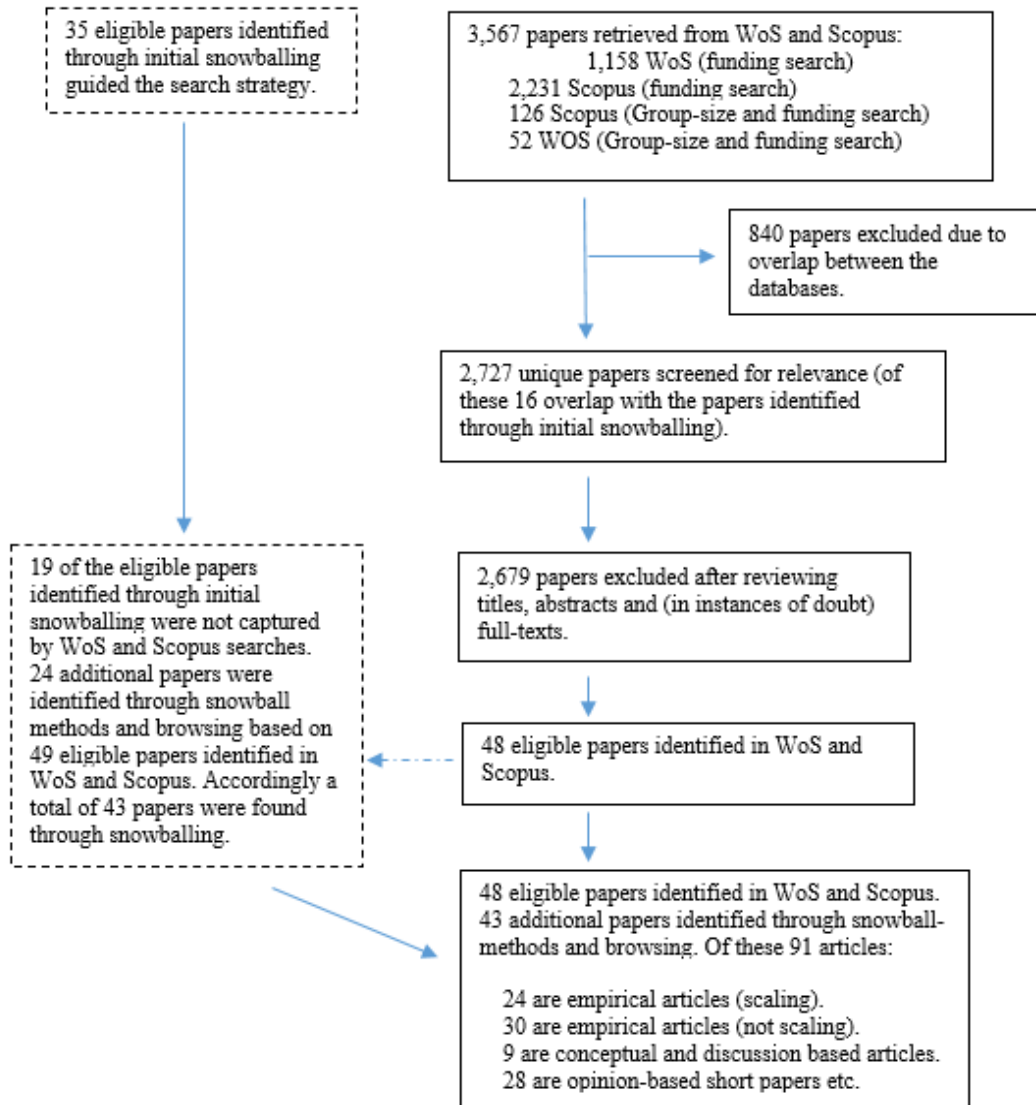 35 eligible papers identified
through initial snowballing
guided the search strategy.
3,567 papers retrieved from WoS and Scopus:
1,158 WoS (funding search)
2,231 Scopus (funding search)
126 Scopus (Group-size and funding search)
52 WOS (Group-size and funding search)
840 papers excluded due to
overlap between the
databases.
2,727 unique papers screened for relevance (of
these 16 overlap with the papers identified
through initial snowballing).
19 of the eligible papers
identified through initial
snowballing were not captured
by WoS and Scopus searches.
24 additional papers were
identified through snowball
methods and browsing based on
49 eligible papers identified in
WoS and Scopus. Accordingly a
total of 43 papers were found
through snowballing.
2,679 papers excluded after reviewing
titles, abstracts and (in instances of doubt)
full-texts.
48 eligible papers identified in WoS and
Scopus.
48 eligible papers identified in WoS and Scopus.
43 additional papers identified through snowball-
methods and browsing. Of these 91 articles:
24 are empirical articles (scaling).
30 are empirical articles (not scaling).
9 are conceptual and discussion based articles.
28 are opinion-based short papers etc.